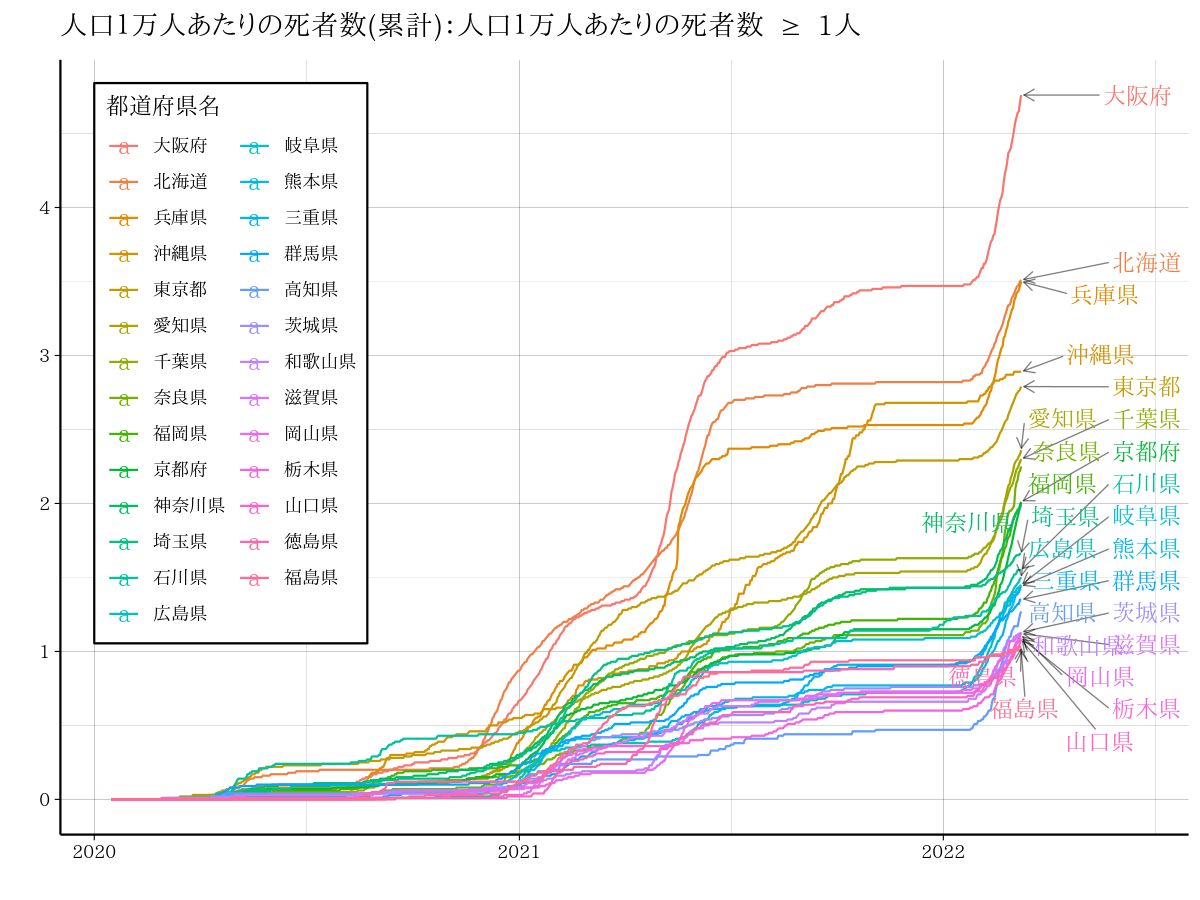 人口1万人あたりの死者数(累計)：人口1万人あたりの死者数 ≥ 1人
都道府県名
a 大阪府 a 岐阜県
a 北海道 a 熊本県
a 兵庫県 a 三重県
a 沖縄県 a 群馬県
a 東京都 a 高知県
a 愛知県 a 茨城県
a 千葉県 a 和歌山県
a 奈良県 a 滋賀県
a 福岡県 a 岡山県
a 京都府 a 栃木県
a 神奈川県 a 山口県
a 埼玉県 a 徳島県
a 石川県 a 福島県
a 広島県
大阪府
北海道
兵庫県
沖縄県
東京都
愛知県 千葉県
奈良県 京都府
福岡県 石川県
神奈川県 埼玉県 岐阜県
広島県 熊本県
三重県 群馬県
高知県 茨城県
和歌山県 滋賀県
徳島県 岡山県
福島県 栃木県
山口県
4
3
2
1
0
2020 2021 2022